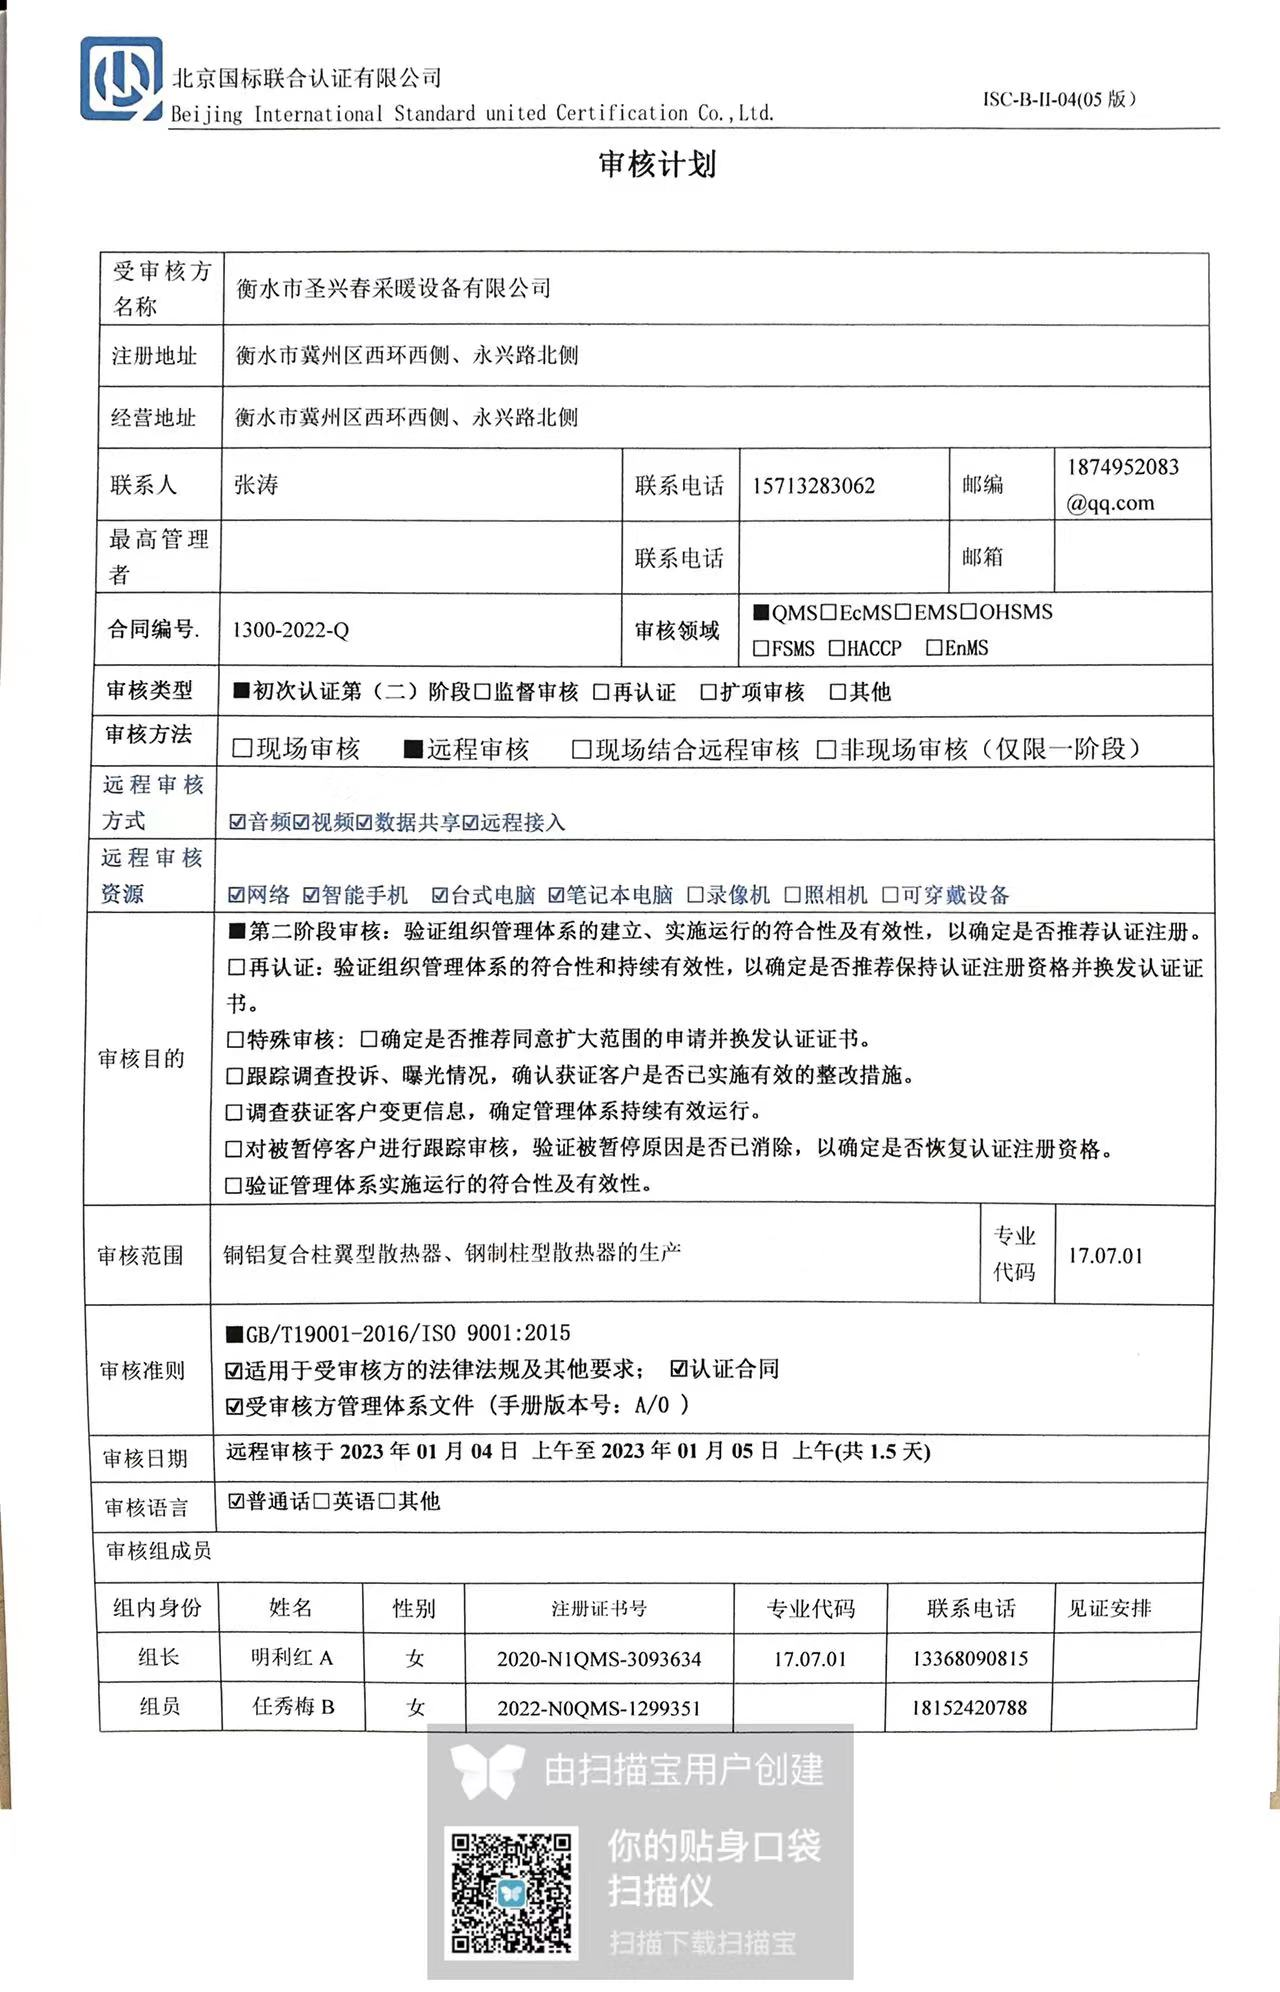 北京国标联合认证有限公司
Beijing International Standard united Certification Co.,Ltd.
ISC-B-II-04(05 版)
审核计划
受审核方名称 衡水市圣兴春采暖设备有限公司
注册地址 衡水市冀州区西环西侧、永兴路北侧
经营地址 衡水市冀州区西环西侧、永兴路北侧
联系人 张涛 联系电话 15713283062 邮编 1874952083@qq.com
最高管理者 联系电话 邮箱
合同编号. 1300-2022-Q 审核领域 ■QMS□EcMS□EMS□OHSMS
□FSMS □HACCP □EnMS
审核类型 ■初次认证第（二）阶段□监督审核 □再认证 □扩项审核 □其他
审核方法 □现场审核 ■远程审核 □现场结合远程审核 □非现场审核（仅限一阶段）
远程审核方式 ☑音频☑视频☑数据共享☑远程接入
远程审核资源 ☑网络 ☑智能手机 ☑台式电脑 ☑笔记本电脑 □录像机 □照相机 □可穿戴设备
审核目的
■第二阶段审核：验证组织管理体系的建立、实施运行的符合性及有效性，以确定是否推荐认证注册。
□再认证：验证组织管理体系的符合性和持续有效性，以确定是否推荐保持认证注册资格并换发认证证
书。
□特殊审核：□确定是否推荐同意扩大范围的申请并换发认证证书。
□跟踪调查投诉、曝光情况，确认获证客户是否已实施有效的整改措施。
□调查获证客户变更信息，确定管理体系持续有效运行。
□对被暂停客户进行跟踪审核，验证被暂停原因是否已消除，以确定是否恢复认证注册资格。
□验证管理体系实施运行的符合性及有效性。
审核范围 铜铝复合柱翼型散热器、钢制柱型散热器的生产 专业代码 17.07.01
审核准则
■GB/T19001-2016/ISO 9001:2015
☑适用于受审核方的法律法规及其他要求； ☑认证合同
☑受审核方管理体系文件（手册版本号：A/0 ）
审核日期 远程审核于 2023 年 01 月 04 日 上午至 2023 年 01 月 05 日 上午(共 1.5 天)
审核语言 ☑普通话□英语□其他
审核组成员
组内身份 姓名 性别 注册证书号 专业代码 联系电话 见证安排
组长 明利红 A 女 2020-N1QMS-3093634 17.07.01 13368090815
组员 任秀梅 B 女 2022-N0QMS-1299351 18152420788
由扫描宝用户创建
你的贴身口袋
扫描仪
扫描下载扫描宝